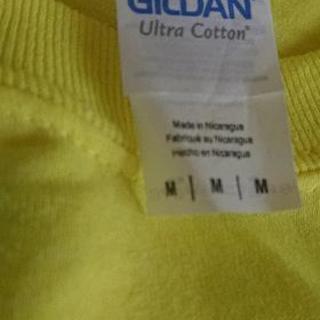 GILDAN
Ultra Cotton®
Made in Nicaragua
Fabriqué au Nicaragua
Hecho en Nicaragua
M | M | M